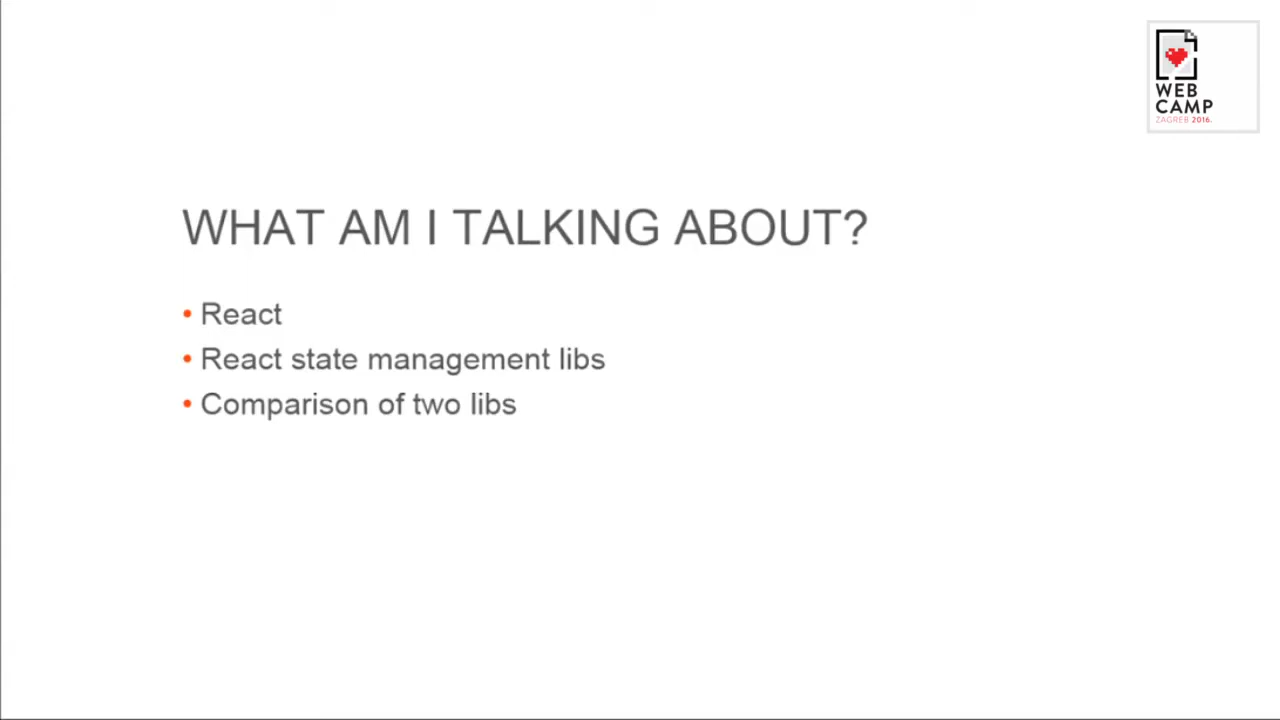 WEB
CAMP
ZAGREB 2016.
WHAT AM I TALKING ABOUT?
• React
• React state management libs
• Comparison of two libs